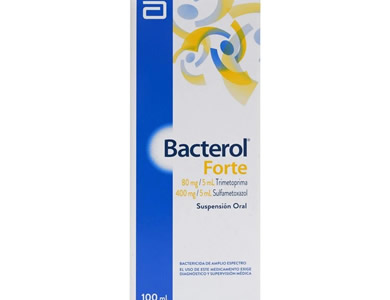 Bacterol®
Forte
80 mg/5 mL Trimetoprima
400 mg/5 mL Sulfametoxazol
Suspensión Oral
BACTERICIDA DE AMPLIO ESPECTRO
EL USO DE ESTE MEDICAMENTO EXIGE
DIAGNOSTICO Y SUPERVISIÓN MÉDICA
100 mL